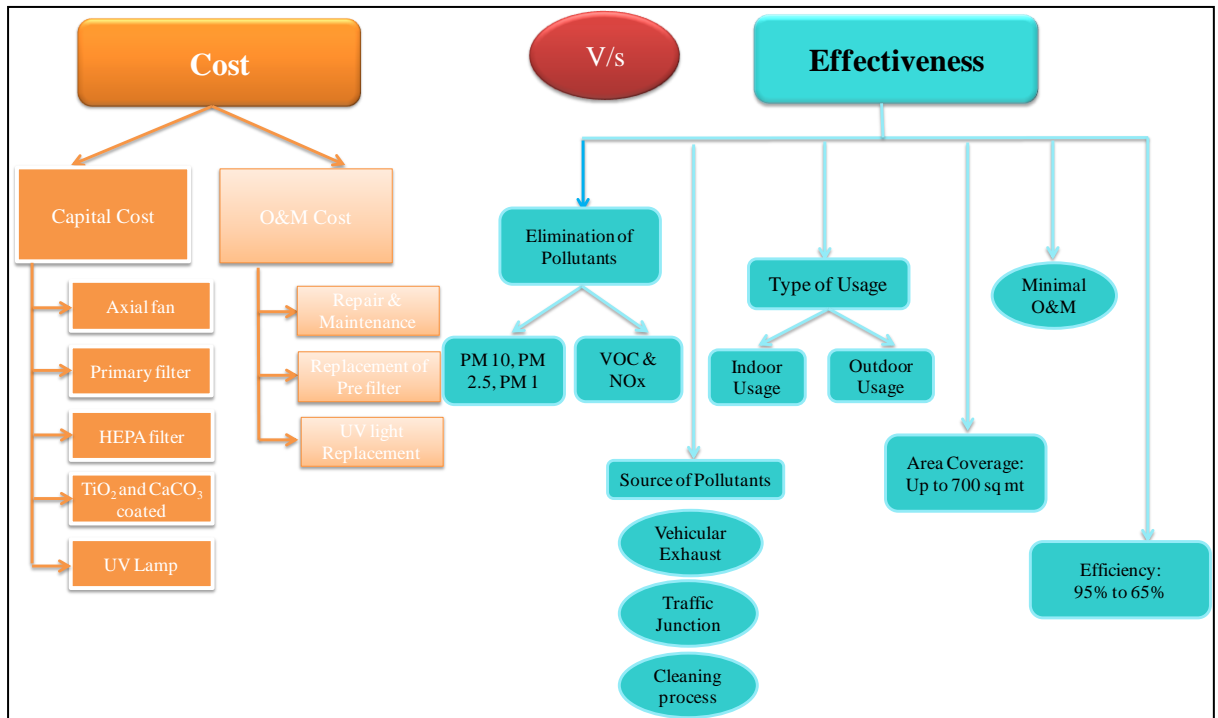 Cost
V/s
Effectiveness
Capital Cost
O&M Cost
Axial fan
Primary filter
HEPA filter
TiO₂ and CaCO₃
coated
UV Lamp
Repair &
Maintenance
Replacement of
Pre filter
UV light
Replacement
Elimination of
Pollutants
PM 10, PM
2.5, PM 1
VOC &
NOx
Source of Pollutants
Vehicular
Exhaust
Traffic
Junction
Cleaning
process
Type of Usage
Indoor
Usage
Outdoor
Usage
Area Coverage:
Up to 700 sq mt
Minimal
O&M
Efficiency:
95% to 65%